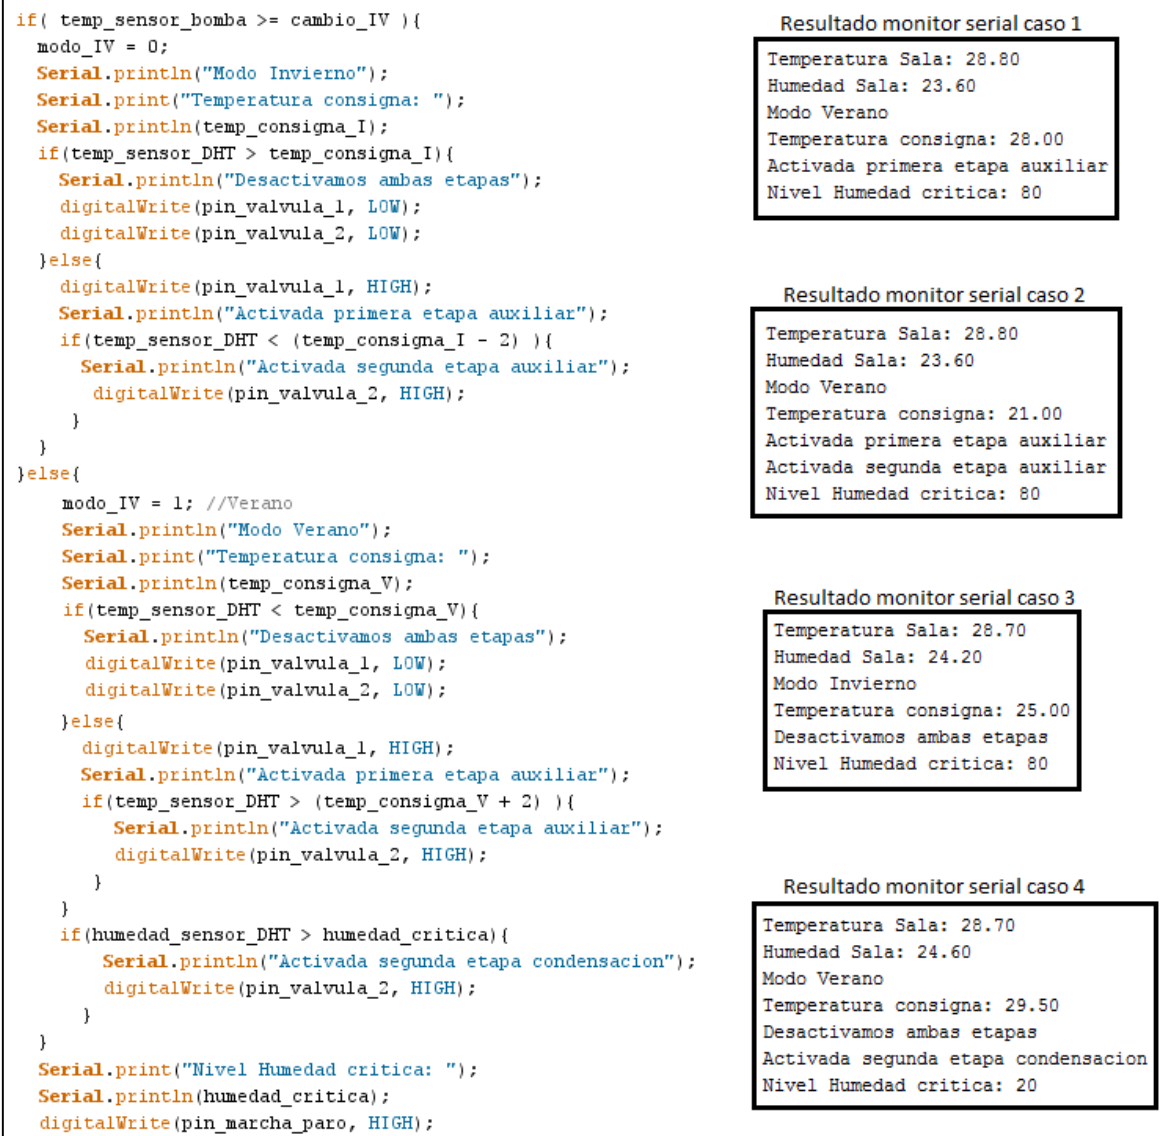 if( temp_sensor_bomba >= cambio_IV ){
modo_IV = 0;
Serial.println("Modo Invierno");
Serial.print("Temperatura consigna: ");
Serial.println(temp_consigna_I);
if(temp_sensor_DHT > temp_consigna_I){
Serial.println("Desactivamos ambas etapas");
digitalWrite(pin_valvula_1, LOW);
digitalWrite(pin_valvula_2, LOW);
}else{
digitalWrite(pin_valvula_1, HIGH);
Serial.println("Activada primera etapa auxiliar");
if(temp_sensor_DHT < (temp_consigna_I - 2) ){
Serial.println("Activada segunda etapa auxiliar");
digitalWrite(pin_valvula_2, HIGH);
}
}
}else{
modo_IV = 1; //Verano
Serial.println("Modo Verano");
Serial.print("Temperatura consigna: ");
Serial.println(temp_consigna_V);
if(temp_sensor_DHT < temp_consigna_V){
Serial.println("Desactivamos ambas etapas");
digitalWrite(pin_valvula_1, LOW);
digitalWrite(pin_valvula_2, LOW);
}else{
digitalWrite(pin_valvula_1, HIGH);
Serial.println("Activada primera etapa auxiliar");
if(temp_sensor_DHT > (temp_consigna_V + 2) ){
Serial.println("Activada segunda etapa auxiliar");
digitalWrite(pin_valvula_2, HIGH);
}
}
if(humedad_sensor_DHT > humedad_critica){
Serial.println("Activada segunda etapa condensacion");
digitalWrite(pin_valvula_2, HIGH);
}
}
Serial.print("Nivel Humedad critica: ");
Serial.println(humedad_critica);
digitalWrite(pin_marcha_paro, HIGH);
Resultado monitor serial caso 1
Temperatura Sala: 28.80
Humedad Sala: 23.60
Modo Verano
Temperatura consigna: 28.00
Activada primera etapa auxiliar
Nivel Humedad critica: 80
Resultado monitor serial caso 2
Temperatura Sala: 28.80
Humedad Sala: 23.60
Modo Verano
Temperatura consigna: 21.00
Activada primera etapa auxiliar
Activada segunda etapa auxiliar
Nivel Humedad critica: 80
Resultado monitor serial caso 3
Temperatura Sala: 28.70
Humedad Sala: 24.20
Modo Invierno
Temperatura consigna: 25.00
Desactivamos ambas etapas
Nivel Humedad critica: 80
Resultado monitor serial caso 4
Temperatura Sala: 28.70
Humedad Sala: 24.60
Modo Verano
Temperatura consigna: 29.50
Desactivamos ambas etapas
Activada segunda etapa condensacion
Nivel Humedad critica: 20